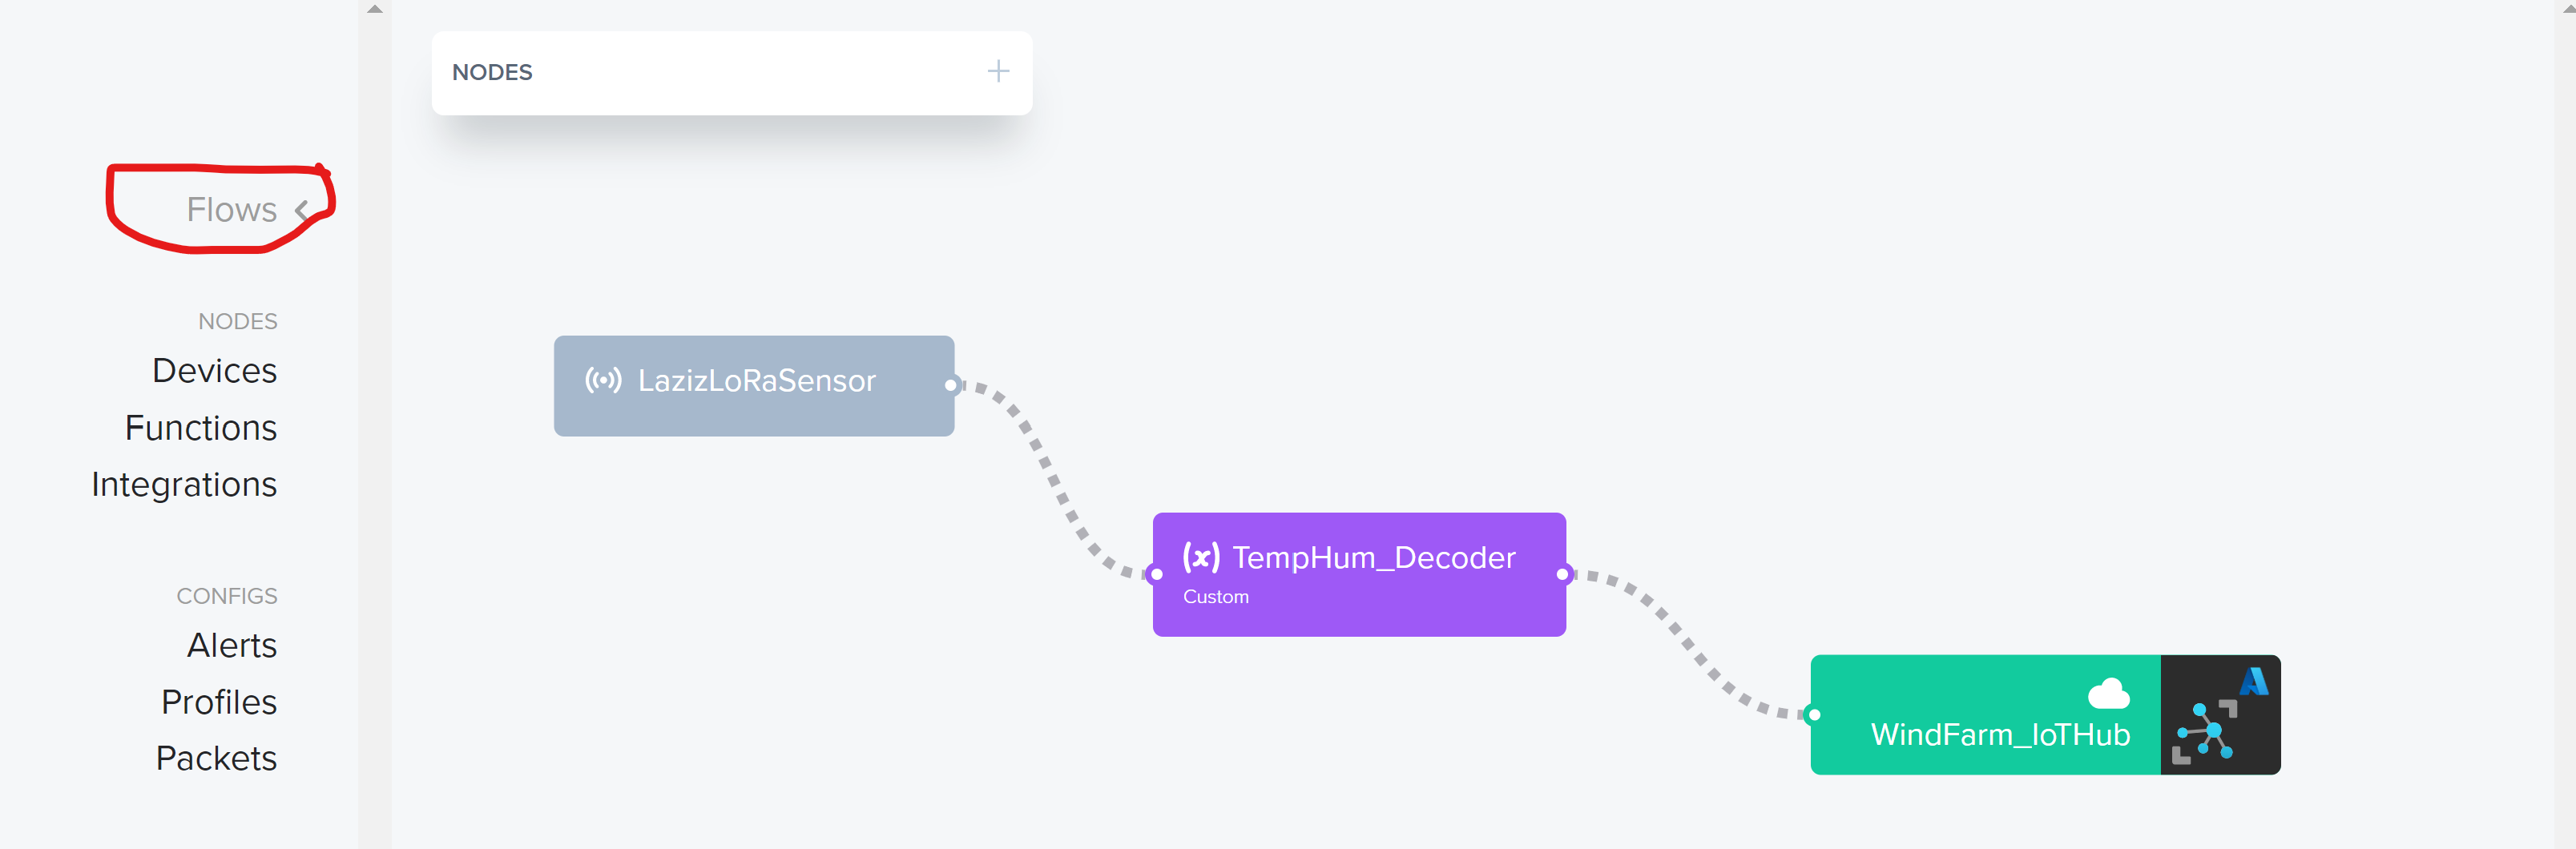 Flows
NODES
Devices
Functions
Integrations
CONFIGS
Alerts
Profiles
Packets
NODES
LazizLoRaSensor
TempHum_Decoder
Custom
WindFarm_IoTHub